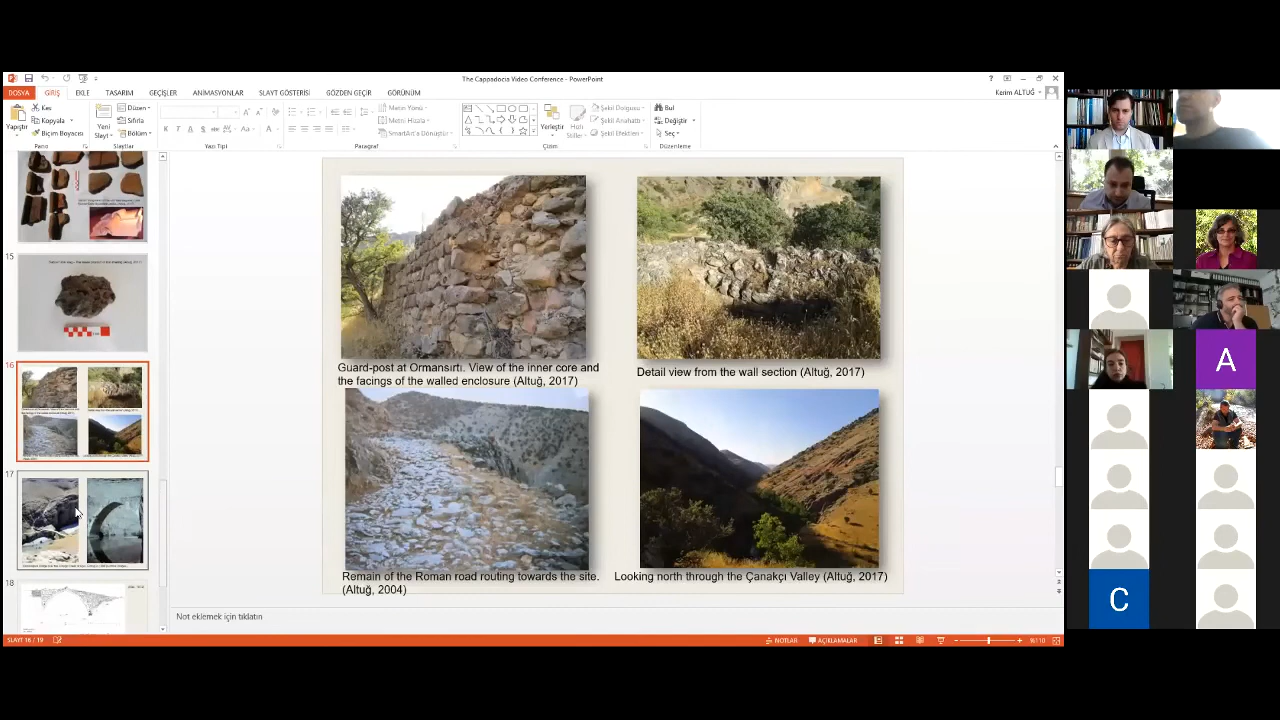 The Cappadocia Video Conference - PowerPoint
DOSYA GİRİŞ EKLE TASARIM GEÇİŞLER ANİMASYONLAR SLAYT GÖSTERİSİ GÖZDEN GEÇİR GÖRÜNÜM
Kerim ALTUĞ
Yapıştır
Kes
Kopyala
Biçim Boyacısı
Pano
Yeni
Slayt
Düzen
Sıfırla
Bölüm
Slaytlar
Yazı Tipi
Metin Yönü
Metni Hizala
SmartArt'a Dönüştür
Paragraf
Yerleştir
Hızlı
Stiller
Şekil Dolgusu
Şekil Anahattı
Şekil Efektleri
Çizim
Bul
Değiştir
Seç
Düzenleme
15
16
17
18
Guard-post at Ormansırtı. View of the inner core and
the facings of the walled enclosure (Altuğ, 2017)
Detail view from the wall section (Altuğ, 2017)
Remain of the Roman road routing towards the site.
(Altuğ, 2004)
Looking north through the Çanakçı Valley (Altuğ, 2017)
Not eklemek için tıklatın
SLAYT 16 / 19
NOTLAR
AÇIKLAMALAR
%110
A
C